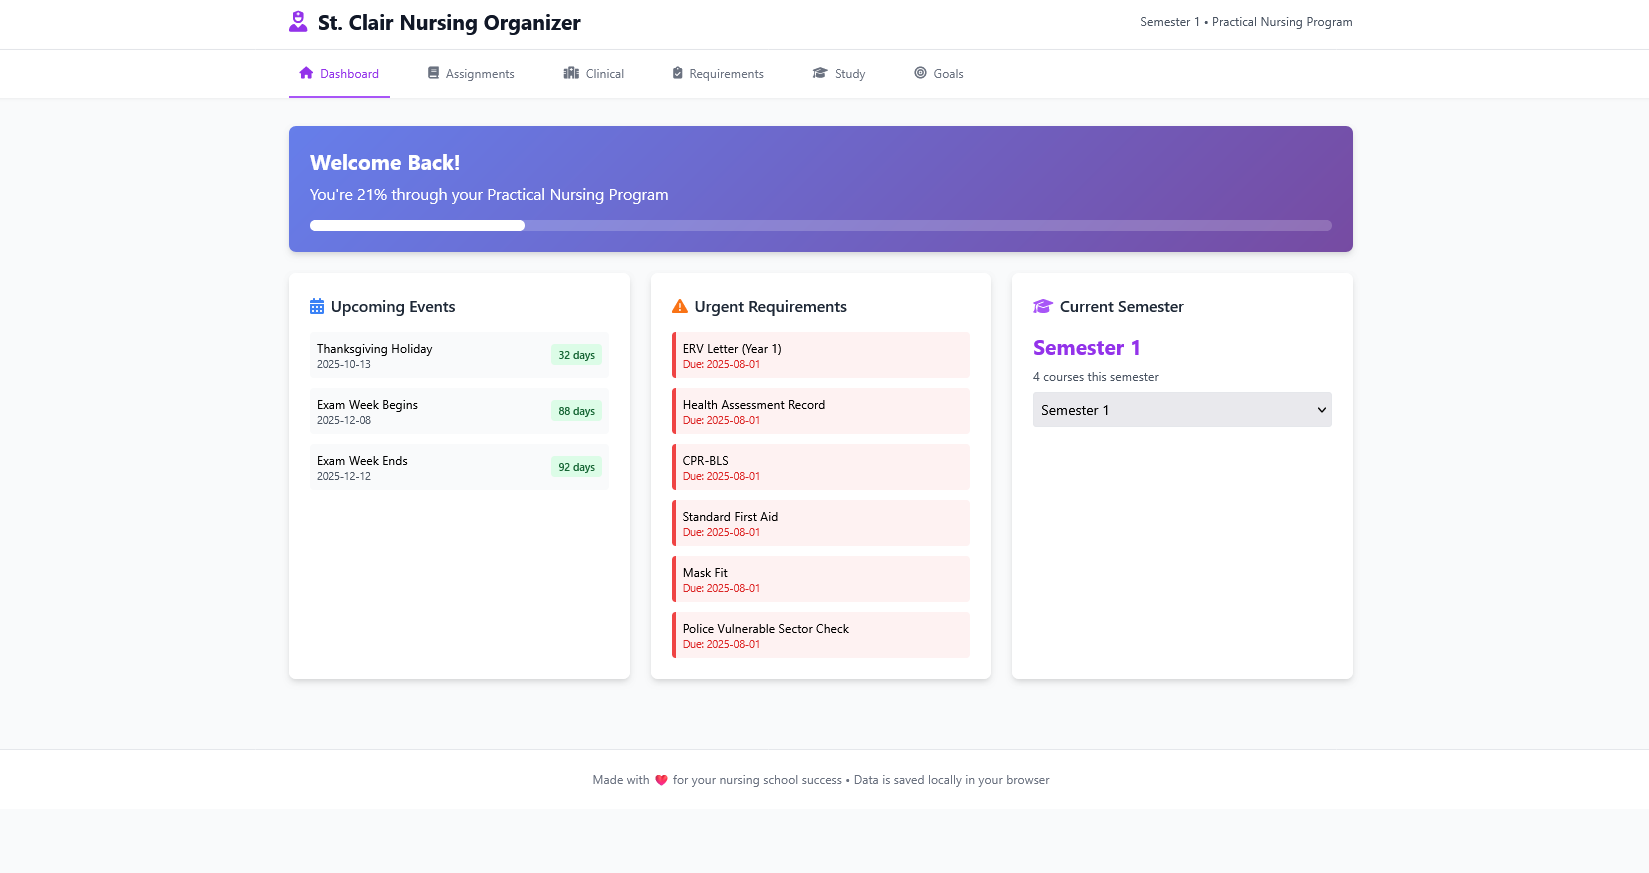 St. Clair Nursing Organizer
Semester 1 • Practical Nursing Program
Dashboard
Assignments
Clinical
Requirements
Study
Goals
Welcome Back!
You're 21% through your Practical Nursing Program
Upcoming Events
Thanksgiving Holiday
2025-10-13
32 days
Exam Week Begins
2025-12-08
88 days
Exam Week Ends
2025-12-12
92 days
Urgent Requirements
ERV Letter (Year 1)
Due: 2025-08-01
Health Assessment Record
Due: 2025-08-01
CPR-BLS
Due: 2025-08-01
Standard First Aid
Due: 2025-08-01
Mask Fit
Due: 2025-08-01
Police Vulnerable Sector Check
Due: 2025-08-01
Current Semester
Semester 1
4 courses this semester
Semester 1
Made with ❤️ for your nursing school success • Data is saved locally in your browser